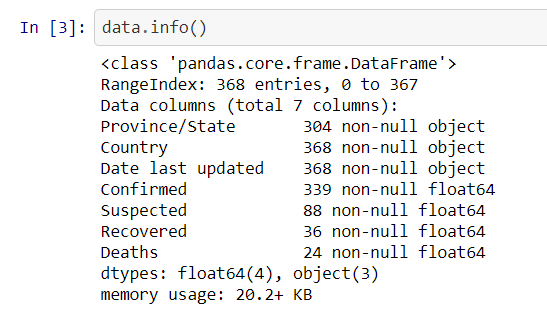 In [3]: data.info()
<class 'pandas.core.frame.DataFrame'>
RangeIndex: 368 entries, 0 to 367
Data columns (total 7 columns):
Province/State       304 non-null object
Country              368 non-null object
Date last updated    368 non-null object
Confirmed            339 non-null float64
Suspected            88 non-null float64
Recovered            36 non-null float64
Deaths               24 non-null float64
dtypes: float64(4), object(3)
memory usage: 20.2+ KB